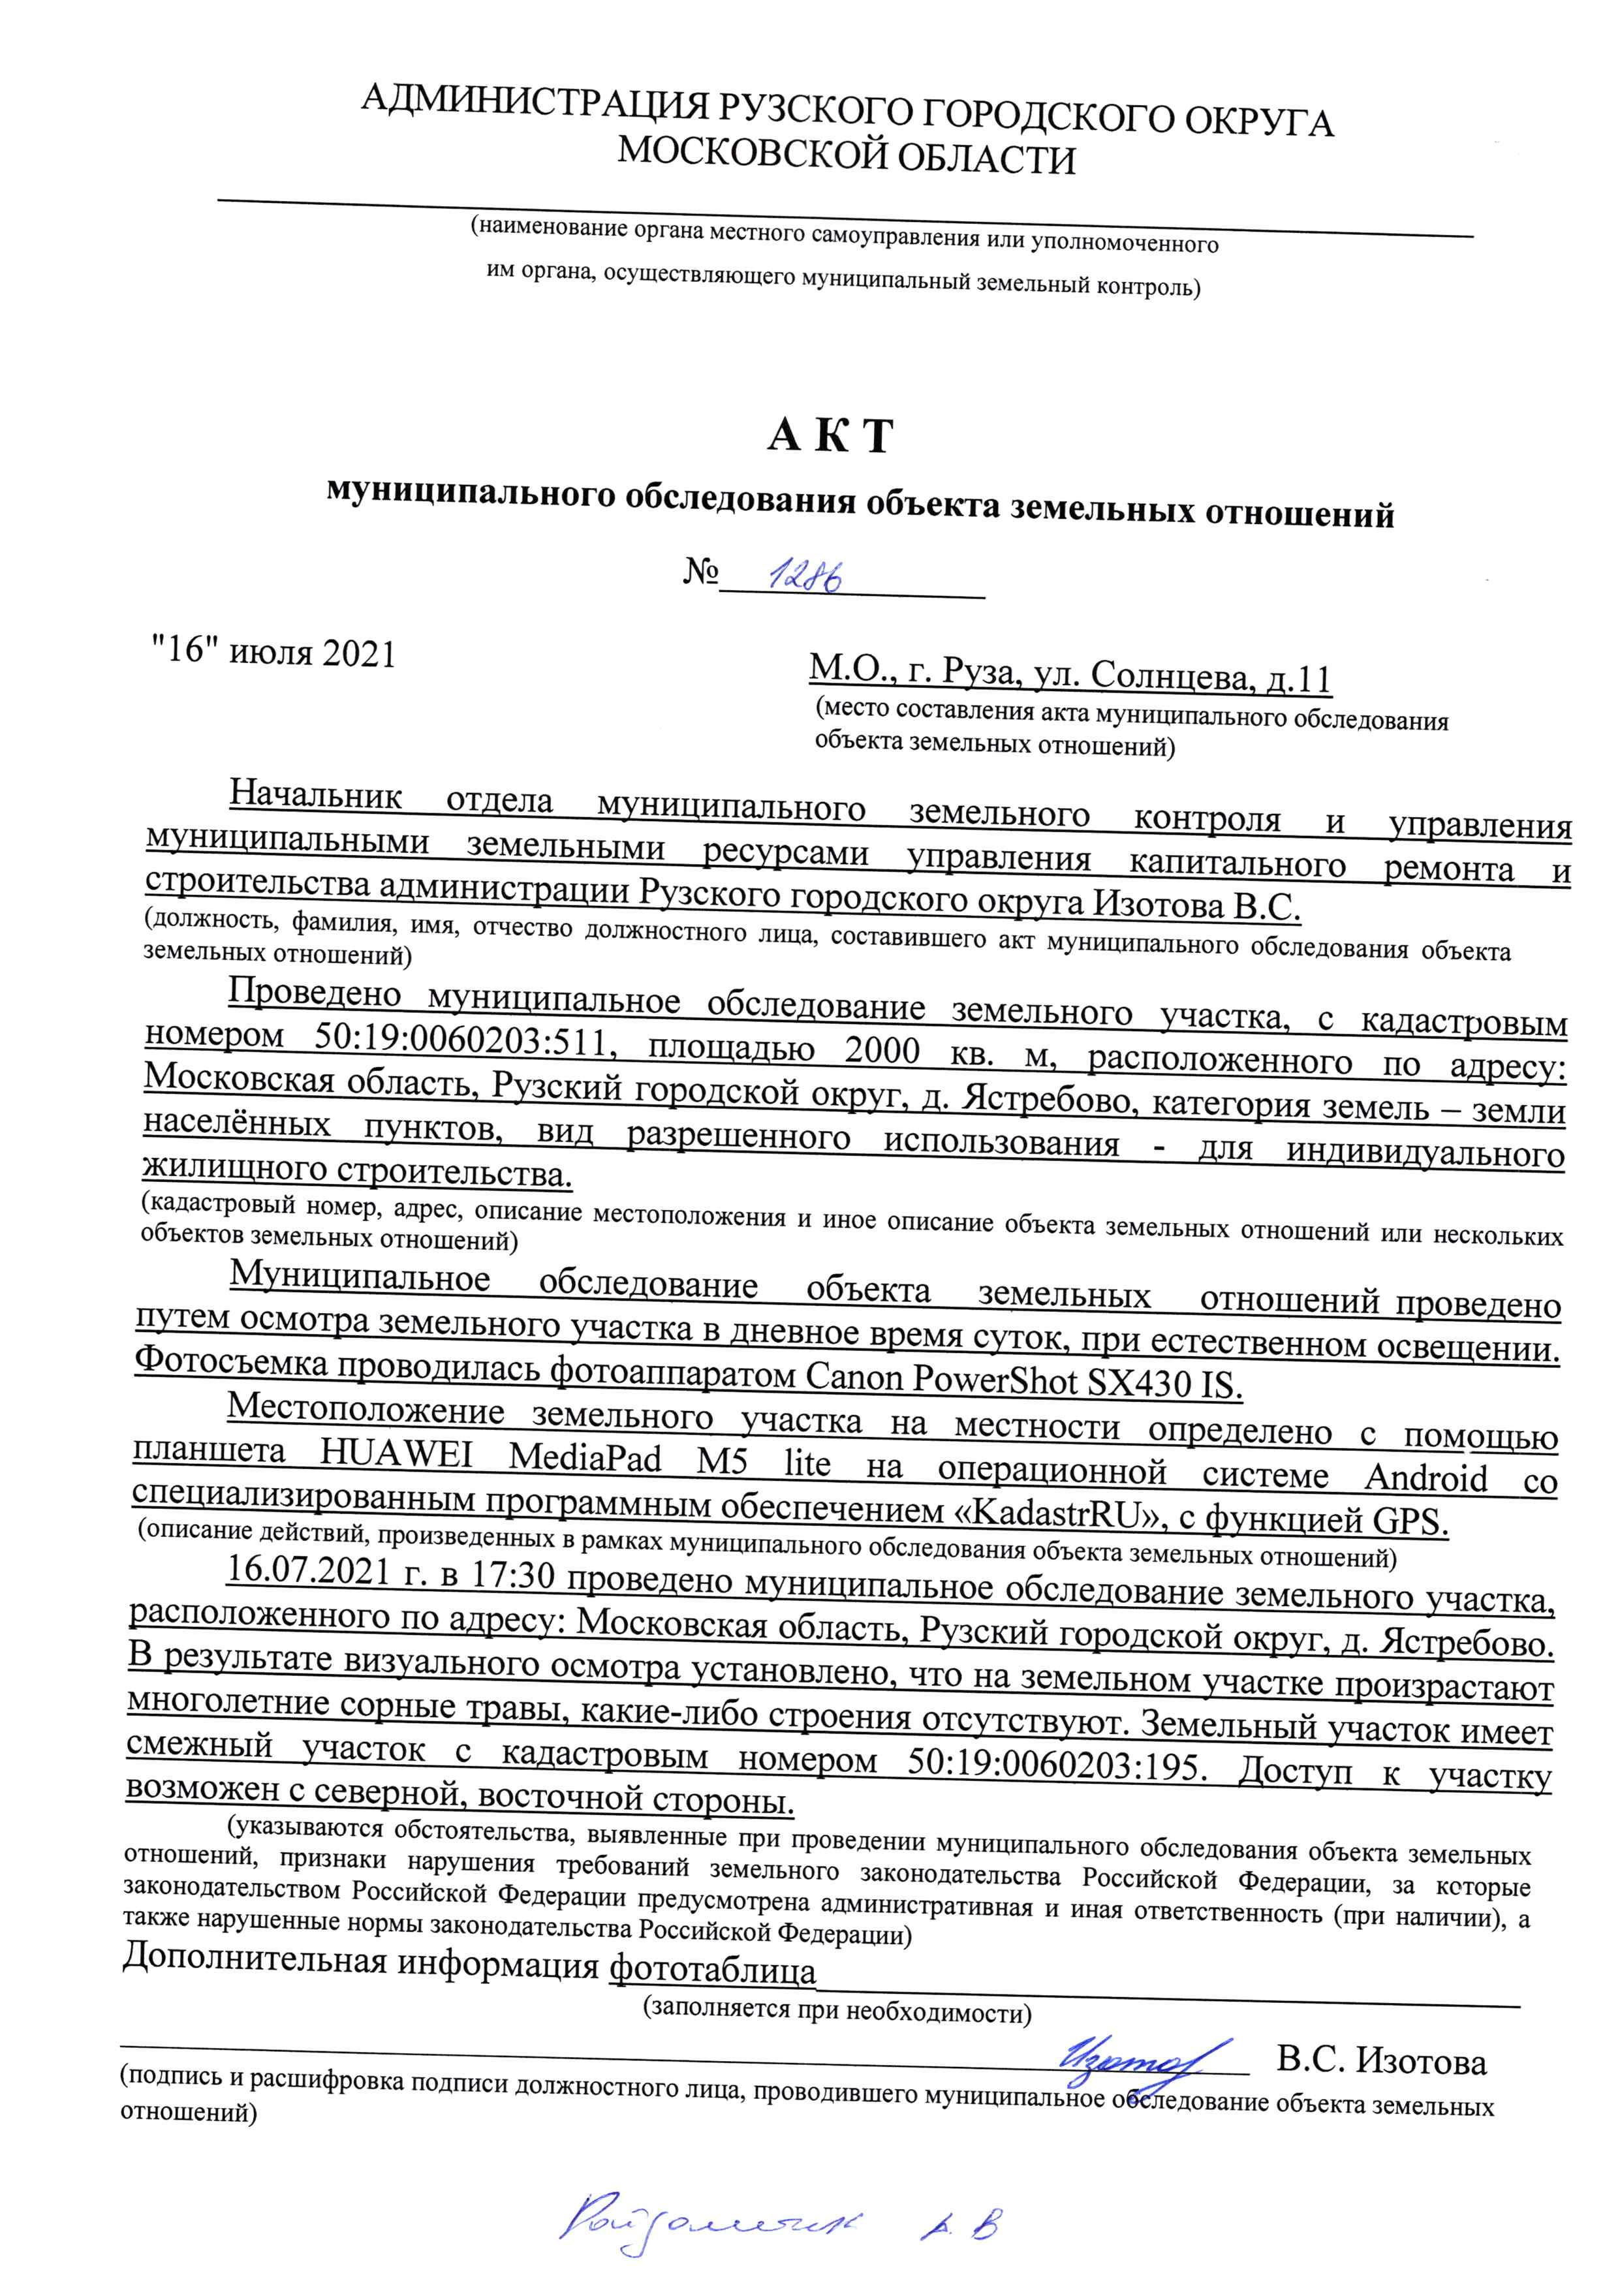 АДМИНИСТРАЦИЯ РУЗСКОГО ГОРОДСКОГО ОКРУГА
МОСКОВСКОЙ ОБЛАСТИ
(наименование органа местного самоуправления или уполномоченного
им органа, осуществляющего муниципальный земельный контроль)
А К Т
муниципального обследования объекта земельных отношений
№ 1286
"16" июля 2021
М.О., г. Руза, ул. Солнцева, д.11
(место составления акта муниципального обследования
объекта земельных отношений)
Начальник отдела муниципального земельного контроля и управления
муниципальными земельными ресурсами управления капитального ремонта и
строительства администрации Рузского городского округа Изотова В.С.
(должность, фамилия, имя, отчество должностного лица, составившего акт муниципального обследования объекта
земельных отношений)
Проведено муниципальное обследование земельного участка, с кадастровым
номером 50:19:0060203:511, площадью 2000 кв. м, расположенного по адресу:
Московская область, Рузский городской округ, д. Ястребово, категория земель – земли
населённых пунктов, вид разрешенного использования - для индивидуального
жилищного строительства.
(кадастровый номер, адрес, описание местоположения и иное описание объекта земельных отношений или нескольких
объектов земельных отношений)
Муниципальное обследование объекта земельных отношений проведено
путем осмотра земельного участка в дневное время суток, при естественном освещении.
Фотосъемка проводилась фотоаппаратом Canon PowerShot SX430 IS.
Местоположение земельного участка на местности определено с помощью
планшета HUAWEI MediaPad M5 lite на операционной системе Android со
специализированным программным обеспечением «KadastrRU», с функцией GPS.
(описание действий, произведенных в рамках муниципального обследования объекта земельных отношений)
16.07.2021 г. в 17:30 проведено муниципальное обследование земельного участка,
расположенного по адресу: Московская область, Рузский городской округ, д. Ястребово.
В результате визуального осмотра установлено, что на земельном участке произрастают
многолетние сорные травы, какие-либо строения отсутствуют. Земельный участок имеет
смежный участок с кадастровым номером 50:19:0060203:195. Доступ к участку
возможен с северной, восточной стороны.
(указываются обстоятельства, выявленные при проведении муниципального обследования объекта земельных
отношений, признаки нарушения требований земельного законодательства Российской Федерации, за которые
законодательством Российской Федерации предусмотрена административная и иная ответственность (при наличии), а
также нарушенные нормы законодательства Российской Федерации)
Дополнительная информация фототаблица
(заполняется при необходимости)
В.С. Изотова
(подпись и расшифровка подписи должностного лица, проводившего муниципальное обследование объекта земельных
отношений)